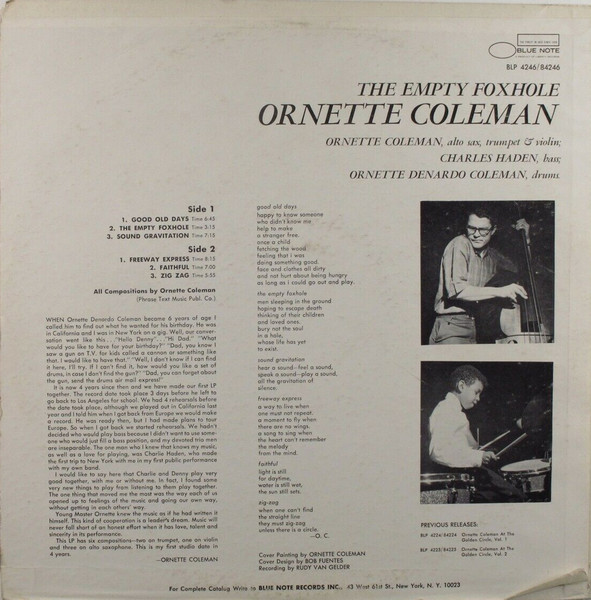 BLUE NOTE
BLP 4246/84246
THE EMPTY FOXHOLE
ORNETTE COLEMAN
ORNETTE COLEMAN, alto sax, trumpet & violin;
CHARLES HADEN, bass;
ORNETTE DENARDO COLEMAN, drums.
Side 1
1. GOOD OLD DAYS Time 6:45
2. THE EMPTY FOXHOLE Time 3:15
3. SOUND GRAVITATION Time 7:15
Side 2
1. FREEWAY EXPRESS Time 8:15
2. FAITHFUL Time 7:00
3. ZIG ZAG Time 5:55
All Compositions by Ornette Coleman
(Phrase Text Music Publ. Co.)
WHEN Ornette Denardo Coleman became 6 years of age I
called him to find out what he wanted for his birthday. He was
in California and I was in New York on a gig. Well, our conver-
sation went like this... "Hello Denny"... "Hi Dad." "What
would you like to have for your birthday?" "Dad, you know I
saw a gun on T.V. for kids called a cannon or something like
that. I would like to have that." "Well, I don't know if I can find
it here, I'll try. If I can't find it, how would you like a set of
drums, in case I don't find the gun?" "Dad, you can forget about
the gun, send the drums air mail express!"
It is now 4 years since then and we have made our first LP
together. The record date took place 3 days before he left to
go back to Los Angeles for school. We had 4 rehearsals before the
date took place, although we played out in California last
year and I told him when I got back from Europe we would make
a record. He was ready then, but I had made plans to tour
Europe. So when I got back we started rehearsals. We hadn't
decided who would play bass because I didn't want to use some-
one who would just fill a bass position, and my devoted trio men
are inseparable. The one man who I knew that knows my music,
as well as a love for playing, was Charlie Haden, who made
the first trip to New York with me in my first public performance
with my own band.
I would like to say here that Charlie and Denny play very
good together, with me or without me. In fact, I found some
very new things to play from listening to them play together.
The one thing that moved me the most was the way each of us
opened up to feelings of the music and going our own way,
without getting in each others' way.
Young Master Ornette knew the music as if he had written it
himself. This kind of cooperation is a leader's dream. Music will
never fall short of an honest effort when it has love, talent and
sincerity in its performance.
This LP has six compositions—two on trumpet, one on violin
and three on alto saxophone. This is my first studio date in
4 years.
—ORNETTE COLEMAN
good old days
happy to know someone
who didn't know me
help to make
a stranger free.
once a child
fetching the wood
feeling that i was
doing something good.
face and clothes all dirty
and not hurt about being hungry
as long as i could go out and play.
the empty foxhole
men sleeping in the ground
hoping to escape death
thinking of their children
and loved ones.
bury not the soul
in a hole,
whose life has yet
to exist.
sound gravitation
hear a sound-feel a sound,
speak a sound-play a sound.
all the gravitation of
silence.
freeway express
a way to live when
one must not repeat.
a moment to fly when
there are no wings.
a song to sing when
the heart can't remember
the melody
from the mind.
faithful
light is still
for daytime,
water is still wet,
the sun still sets.
zig-zag
when one can't find
the straight line
they must zig-zag
unless there is a circle.
—O. C.
Cover Painting by ORNETTE COLEMAN
Cover Design by BOB FUENTES
Recording by RUDY VAN GELDER
PREVIOUS RELEASES:
BLP 4224/84224 Ornette Coleman At The
Golden Circle, Vol. 1
BLP 4225/84225 Ornette Coleman At The
Golden Circle, Vol. 2
For Complete Catalog Write to BLUE NOTE RECORDS INC., 43 West 61st St., New York, N. Y. 10023